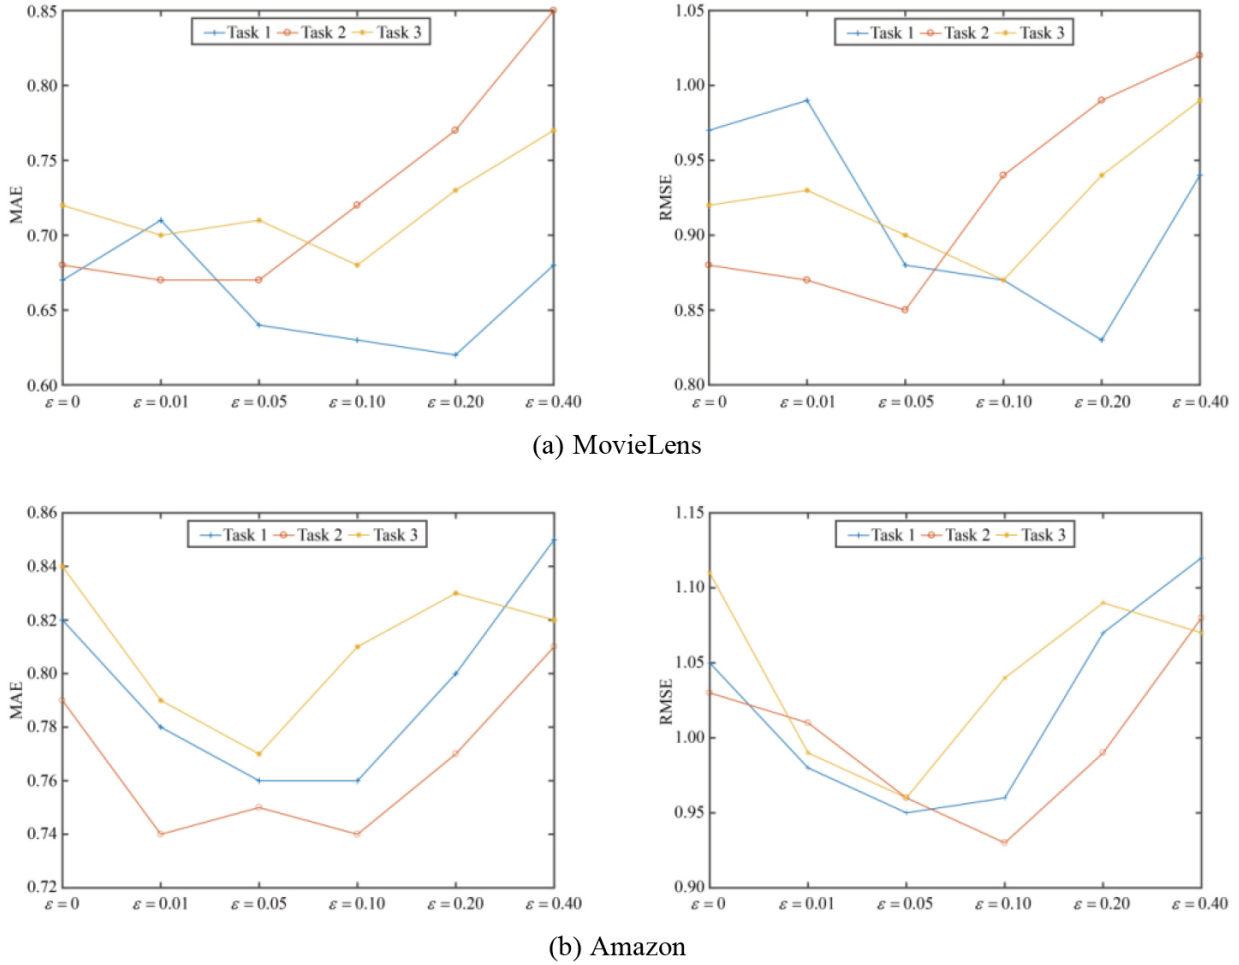 Task 1 Task 2 Task 3
MAE
0.85
0.80
0.75
0.70
0.65
0.60
ε = 0 ε = 0.01 ε = 0.05 ε = 0.10 ε = 0.20 ε = 0.40
Task 1 Task 2 Task 3
RMSE
1.05
1.00
0.95
0.90
0.85
0.80
ε = 0 ε = 0.01 ε = 0.05 ε = 0.10 ε = 0.20 ε = 0.40
(a) MovieLens
Task 1 Task 2 Task 3
MAE
0.86
0.84
0.82
0.80
0.78
0.76
0.74
0.72
ε = 0 ε = 0.01 ε = 0.05 ε = 0.10 ε = 0.20 ε = 0.40
Task 1 Task 2 Task 3
RMSE
1.15
1.10
1.05
1.00
0.95
0.90
ε = 0 ε = 0.01 ε = 0.05 ε = 0.10 ε = 0.20 ε = 0.40
(b) Amazon